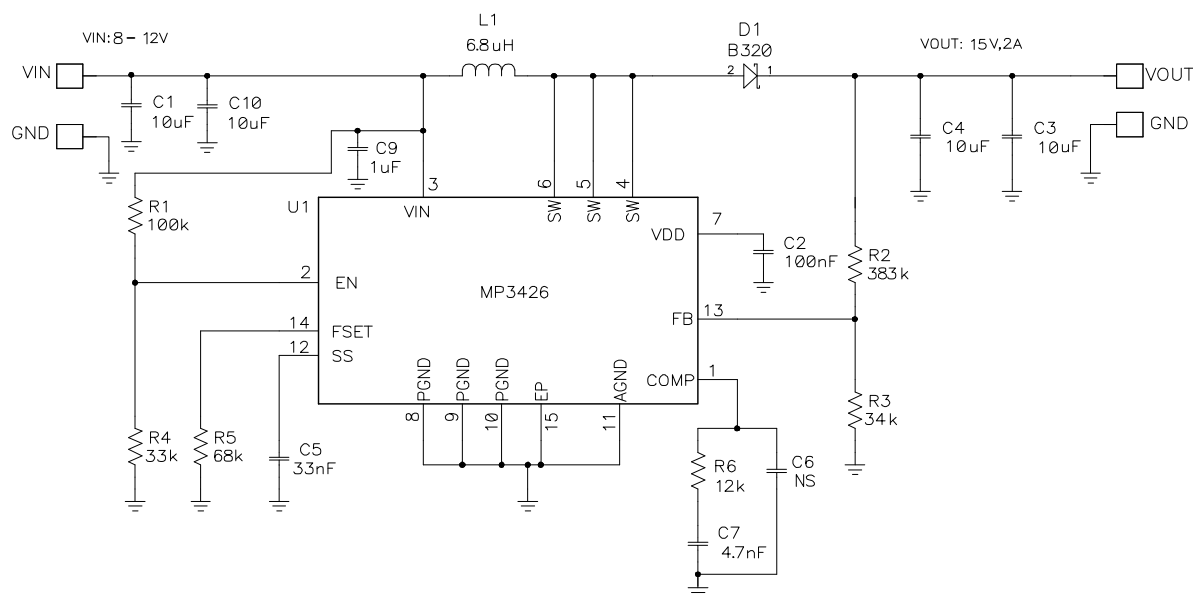 VIN: 8 – 12V
L1
6.8uH
D1
B320
VOUT: 15V,2A
VIN
2
1
VOUT
C1
10uF
C10
10uF
GND
C9
1uF
C4
10uF
C3
10uF
GND
R1
100k
U1
3
VIN
6
SW
5
SW
4
SW
7
VDD
C2
100nF
R2
383k
2
EN
MP3426
14
FSET
12
SS
FB
13
COMP
1
PGND
8
PGND
9
PGND
10
EP
15
AGND
11
R3
34k
R4
33k
R5
68k
C5
33nF
R6
12k
C6
NS
C7
4.7nF